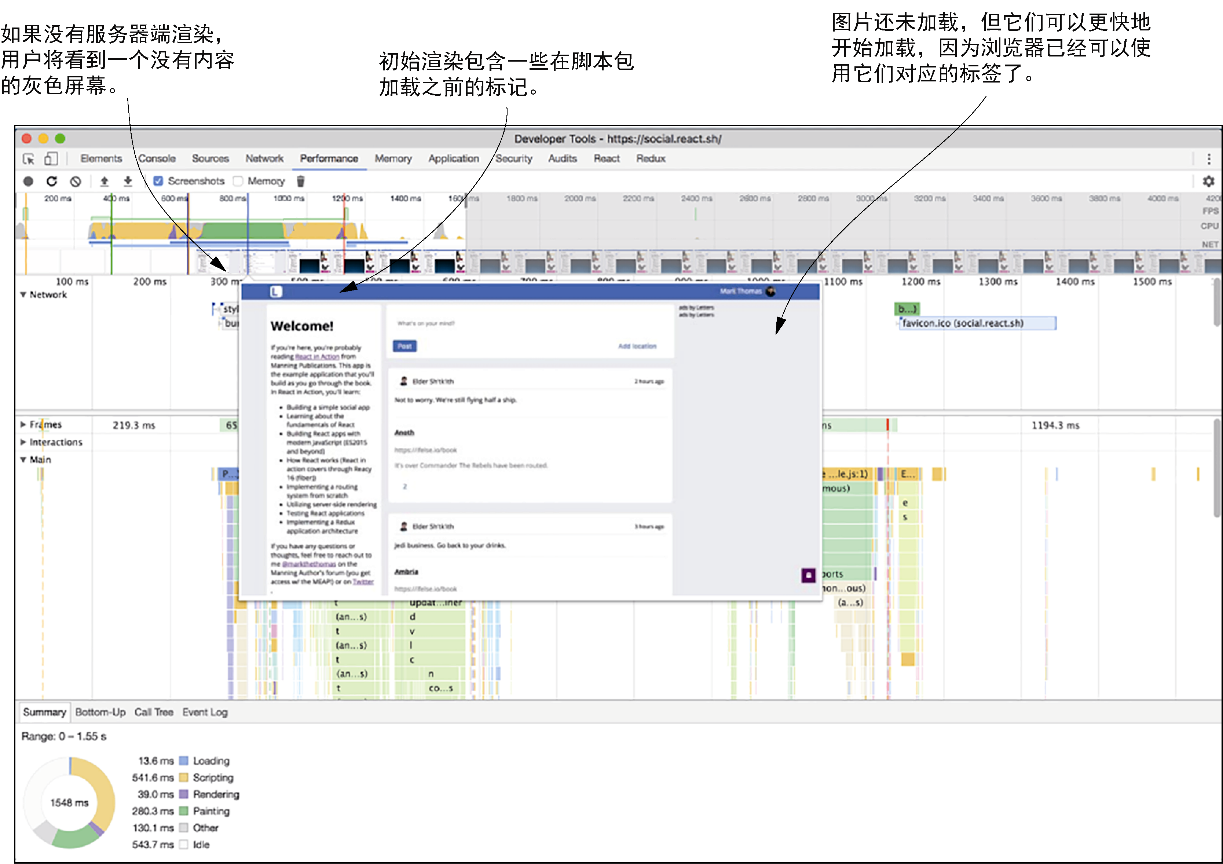 如果没有服务器端渲染，
用户将看到一个没有内容
的灰色屏幕。
初始渲染包含一些在脚本包
加载之前的标记。
图片还未加载，但它们可以更快地
开始加载，因为浏览器已经可以使
用它们对应的标签了。
Developer Tools - https://social.react.sh/
Elements Console Sources Network Performance Memory Application Security Audits React Redux
Screenshots Memory
200 ms 400 ms 600 ms 800 ms 1000 ms 1200 ms 1400 ms 2000 ms 2200 ms 2400 ms 2600 ms 2800 ms 3000 ms 3200 ms 3400 ms 3600 ms 3800 ms 4000 ms
FPS
CPU
NET
100 ms 200 ms 1100 ms 1200 ms 1300 ms 1400 ms 1500 ms
Network
b...)
favicon.ico (social.react.sh)
L
Mark Thomas
Welcome!
If you're here, you're probably
reading React in Action from
Manning Publications. This app is
the example application that you'll
build as you go through the book.
In React in Action, you'll learn:
Building a simple social app
Learning about the
fundamentals of React
Building React apps with
modern JavaScript (ES2015
and beyond)
How React works (React in
action covers through Reacy
16 (fiber))
Implementing a routing
system from scratch
Utilizing server-side rendering
Testing React applications
Implementing a Redux
application architecture
If you have any questions or
thoughts, feel free to reach out to
me @markthethomas on the
Manning Author's forum (you get
access w/ the MEAP!) or on Twitter
.
What's on your mind?
Post Add location
Elder Sh'tk'ith 2 hours ago
Not to worry. We're still flying half a ship.
Anoth
https://ifelse.io/book
It's over Commander The Rebels have been routed.
2
Elder Sh'tk'ith 3 hours ago
Jedi business. Go back to your drinks.
Ambria
https://ifelse.io/book
ads by Letters
ads by Letters
Frames 219.3 ms 1194.3 ms
Interactions
Main
P... ...le.js:1) E...
e
s
t updat...iner
(an...s) d
t v
(an...s) l
t c
(an...s) n
t co...s
(a...s)
Summary Bottom-Up Call Tree Event Log
Range: 0 – 1.55 s
1548 ms
13.6 ms Loading
541.6 ms Scripting
39.0 ms Rendering
280.3 ms Painting
130.1 ms Other
543.7 ms Idle